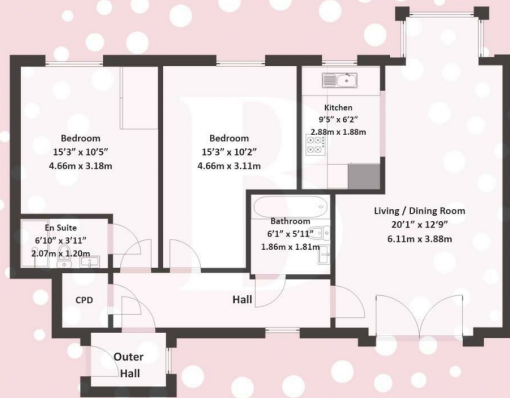 Bedroom
15'3" x 10'5"
4.66m x 3.18m
Bedroom
15'3" x 10'2"
4.66m x 3.11m
Kitchen
9'5" x 6'2"
2.88m x 1.88m
Living / Dining Room
20'1" x 12'9"
6.11m x 3.88m
En Suite
6'10" x 3'11"
2.07m x 1.20m
Bathroom
6'1" x 5'11"
1.86m x 1.81m
CPD
Hall
Outer
Hall
B